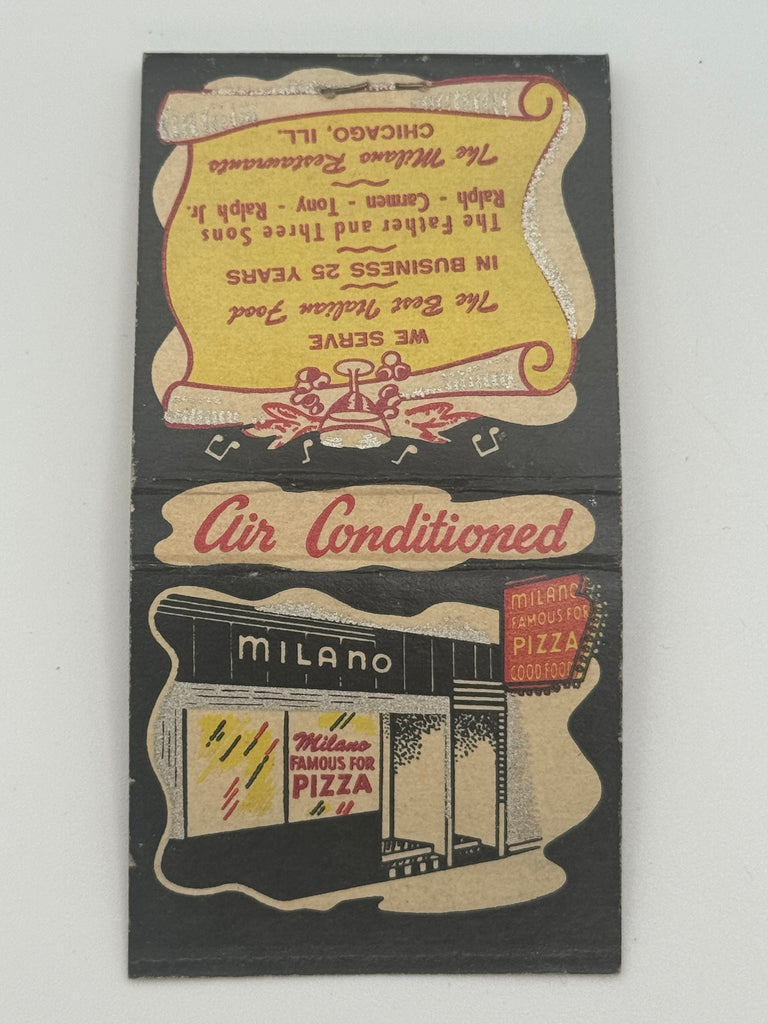 WE SERVE
The Best Italian Food
IN BUSINESS 25 YEARS
The Father and Three Sons
Ralph - Carmen - Tony - Ralph Jr.
The Milano Restaurants
CHICAGO, ILL.
Air Conditioned
MILANO
MILANO
FAMOUS FOR
PIZZA
GOOD FOOD
Milano
FAMOUS FOR
PIZZA